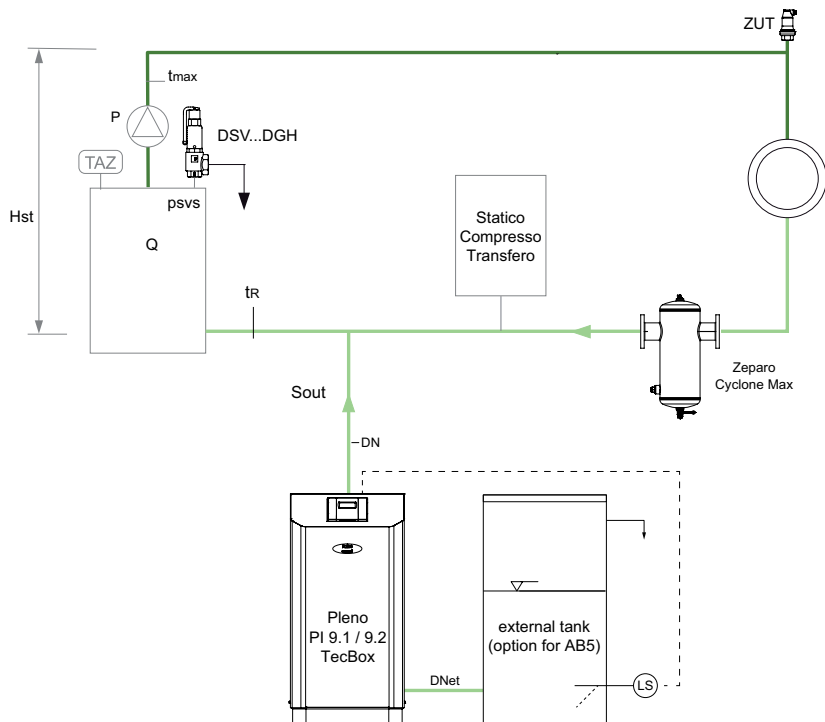 ZUT
tmax
P
DSV...DGH
TAZ
psvs
Hst
Q
Statico
Compresso
Transfero
tR
Zeparo
Cyclone Max
Sout
DN
Pleno
PI 9.1 / 9.2
TecBox
external tank
(option for AB5)
DNet
LS